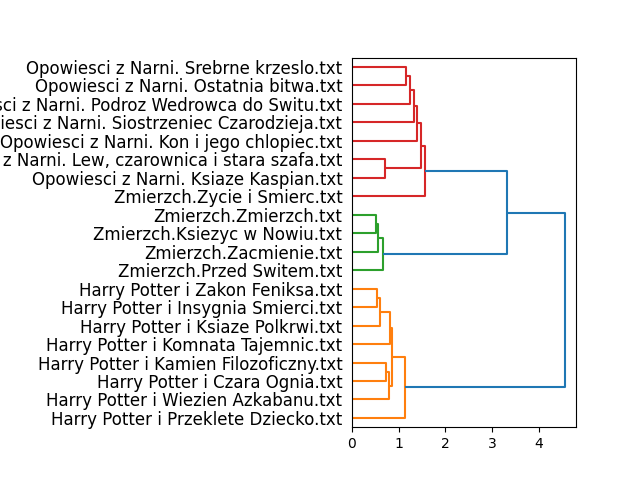 Opowiesci z Narni. Srebrne krzeslo.txt
Opowiesci z Narni. Ostatnia bitwa.txt
sci z Narni. Podroz Wedrowca do Switu.txt
iesci z Narni. Siostrzeniec Czarodzieja.txt
Opowiesci z Narni. Kon i jego chlopiec.txt
z Narni. Lew, czarownica i stara szafa.txt
Opowiesci z Narni. Ksiaze Kaspian.txt
Zmierzch.Zycie i Smierc.txt
Zmierzch.Zmierzch.txt
Zmierzch.Ksiezyc w Nowiu.txt
Zmierzch.Zacmienie.txt
Zmierzch.Przed Switem.txt
Harry Potter i Zakon Feniksa.txt
Harry Potter i Insygnia Smierci.txt
Harry Potter i Ksiaze Polkrwi.txt
Harry Potter i Komnata Tajemnic.txt
Harry Potter i Kamien Filozoficzny.txt
Harry Potter i Czara Ognia.txt
Harry Potter i Wiezien Azkabanu.txt
Harry Potter i Przeklete Dziecko.txt
0 1 2 3 4